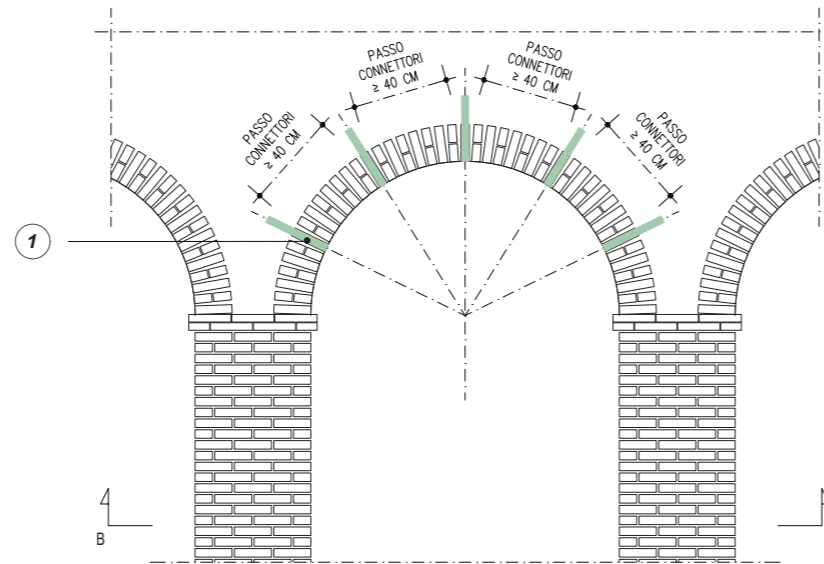 PASSO
CONNETTORI
≥ 40 CM
PASSO
CONNETTORI
≥ 40 CM
PASSO
CONNETTORI
≥ 40 CM
PASSO
CONNETTORI
≥ 40 CM
1
B